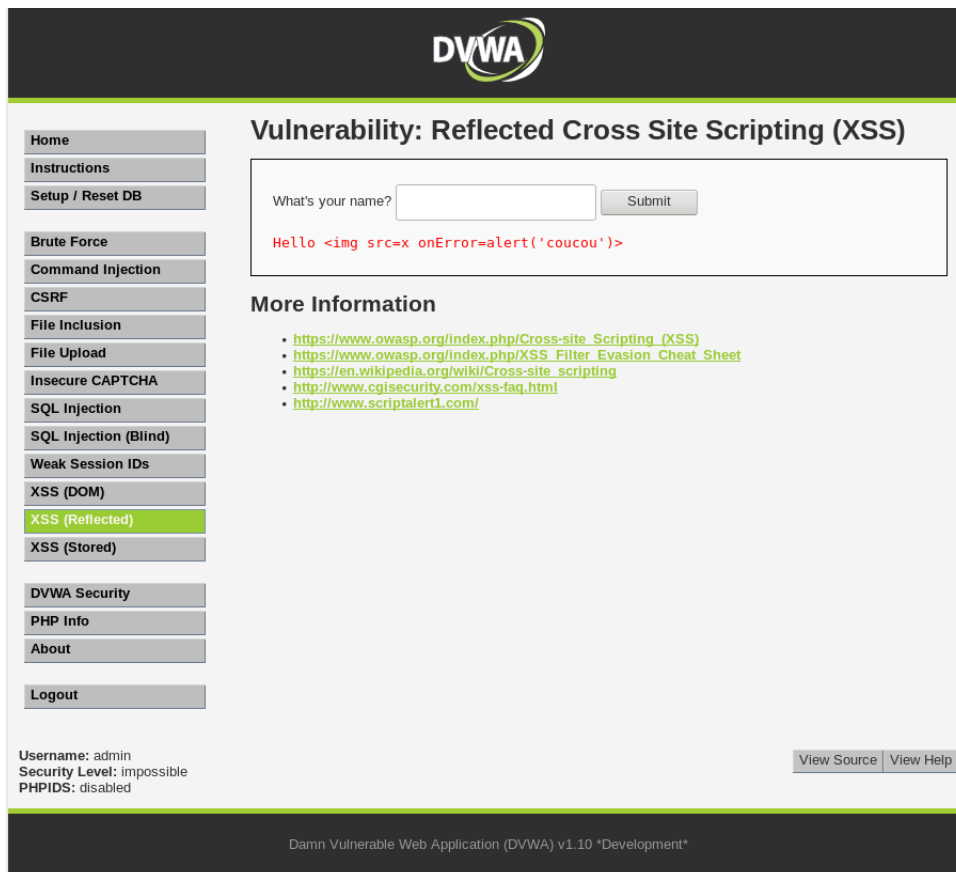 DVWA
Vulnerability: Reflected Cross Site Scripting (XSS)
Home
Instructions
Setup / Reset DB
Brute Force
Command Injection
CSRF
File Inclusion
File Upload
Insecure CAPTCHA
SQL Injection
SQL Injection (Blind)
Weak Session IDs
XSS (DOM)
XSS (Reflected)
XSS (Stored)
DVWA Security
PHP Info
About
Logout
What's your name? Submit
Hello <img src=x onError=alert('coucou')>
More Information
https://www.owasp.org/index.php/Cross-site_Scripting_(XSS)
https://www.owasp.org/index.php/XSS_Filter_Evasion_Cheat_Sheet
https://en.wikipedia.org/wiki/Cross-site_scripting
http://www.cgisecurity.com/xss-faq.html
http://www.scriptalert1.com/
Username: admin
Security Level: impossible
PHPIDS: disabled
View Source View Help
Damn Vulnerable Web Application (DVWA) v1.10 *Development*